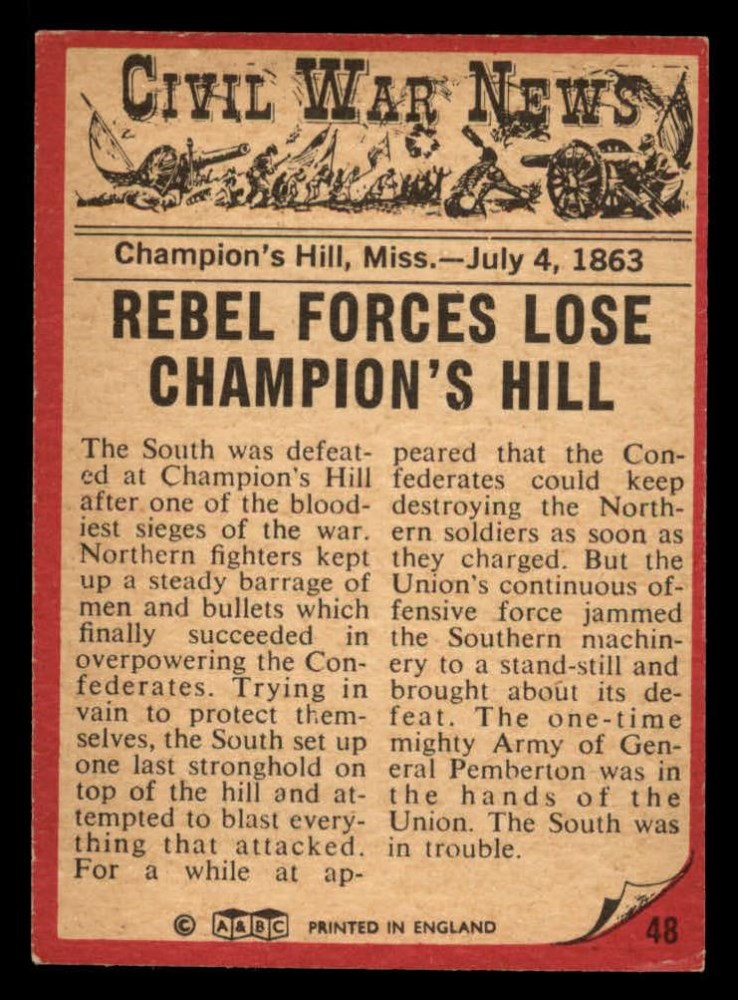 CIVIL WAR NEWS
Champion's Hill, Miss.—July 4, 1863
REBEL FORCES LOSE
CHAMPION'S HILL
The South was defeat-
ed at Champion's Hill
after one of the blood-
iest sieges of the war.
Northern fighters kept
up a steady barrage of
men and bullets which
finally succeeded in
overpowering the Con-
federates. Trying in
vain to protect them-
selves, the South set up
one last stronghold on
top of the hill and at-
tempted to blast every-
thing that attacked.
For a while at ap-
peared that the Con-
federates could keep
destroying the North-
ern soldiers as soon as
they charged. But the
Union's continuous of-
fensive force jammed
the Southern machin-
ery to a stand-still and
brought about its de-
feat. The one-time
mighty Army of Gen-
eral Pemberton was in
the hands of the
Union. The South was
in trouble.
© A&BC PRINTED IN ENGLAND
48